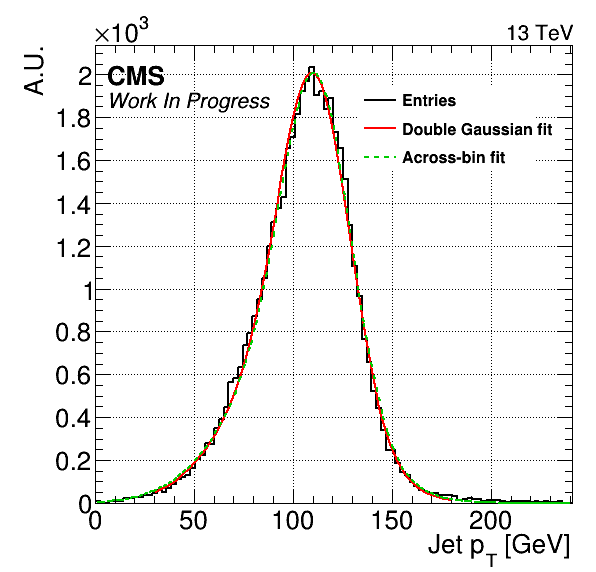 ×10³
13 TeV
A.U.
CMS
Work In Progress
Entries
Double Gaussian fit
Across-bin fit
2
1.8
1.6
1.4
1.2
1
0.8
0.6
0.4
0.2
0
0 50 100 150 200
Jet p_T [GeV]